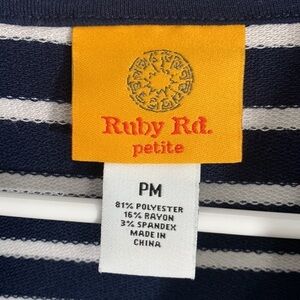 Ruby Rd.
petite
PM
81% POLYESTER
16% RAYON
3% SPANDEX
MADE IN
CHINA